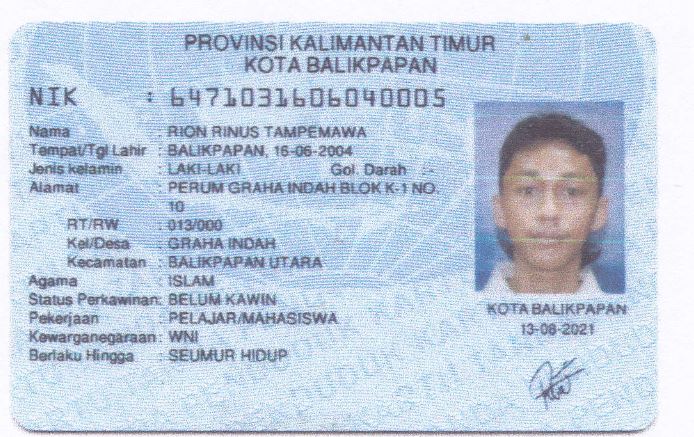 PROVINSI KALIMANTAN TIMUR
KOTA BALIKPAPAN
NIK : 6471031606040005
Nama : RION RINUS TAMPEMAWA
Tempat/Tgl Lahir : BALIKPAPAN, 16-06-2004
Jenis kelamin : LAKI-LAKI Gol. Darah : -
Alamat : PERUM GRAHA INDAH BLOK K-1 NO.
10
RT/RW : 013/000
Kel/Desa : GRAHA INDAH
Kecamatan : BALIKPAPAN UTARA
Agama : ISLAM
Status Perkawinan: BELUM KAWIN
Pekerjaan : PELAJAR/MAHASISWA
Kewarganegaraan: WNI
Berlaku Hingga : SEUMUR HIDUP
KOTA BALIKPAPAN
13-08-2021